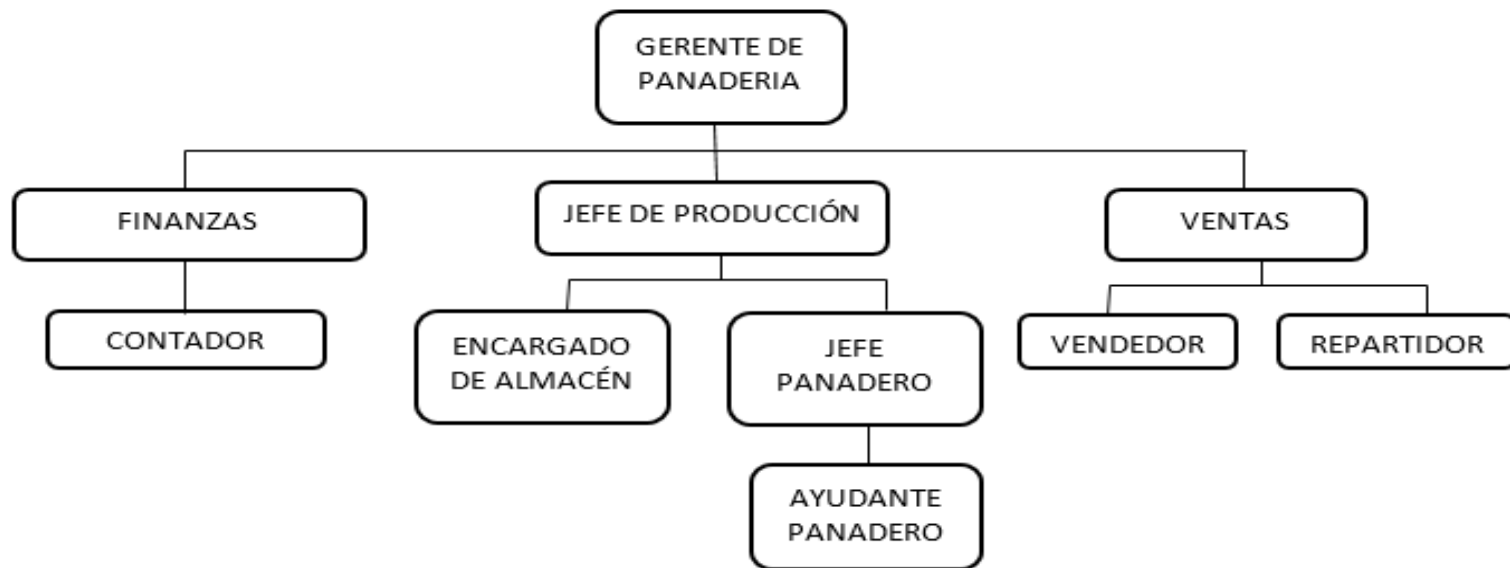 GERENTE DE
PANADERIA
FINANZAS
JEFE DE PRODUCCIÓN
VENTAS
CONTADOR
ENCARGADO
DE ALMACÉN
JEFE
PANADERO
VENDEDOR
REPARTIDOR
AYUDANTE
PANADERO